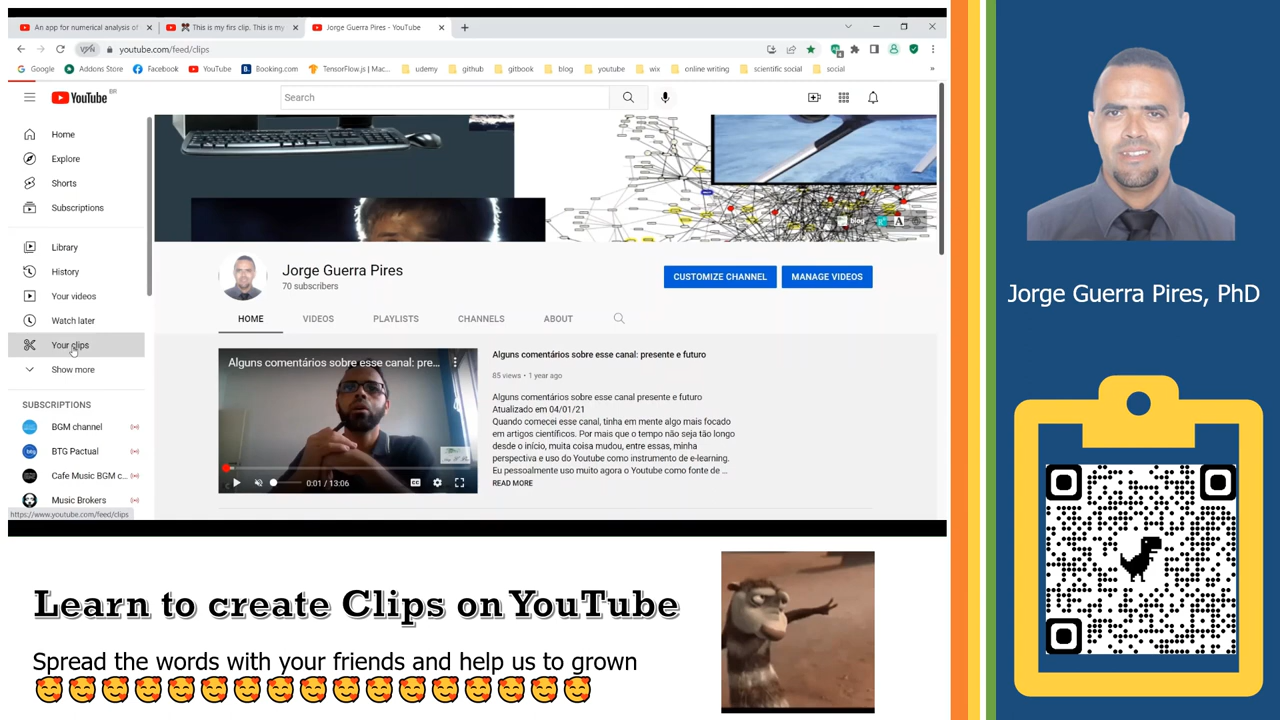 An app for numerical analysis of
This is my firs clip. This is my
Jorge Guerra Pires - YouTube
VPN
youtube.com/feed/clips
Google
Addons Store
Facebook
YouTube
Booking.com
TensorFlow.js | Mac...
udemy
github
gitbook
blog
youtube
wix
online writing
scientific social
social
»
YouTube BR
Search
Home
Explore
Shorts
Subscriptions
Library
History
Your videos
Watch later
Your clips
Show more
SUBSCRIPTIONS
BGM channel
BTG Pactual
Cafe Music BGM c...
Music Brokers
https://www.youtube.com/feed/clips
blog
Jorge Guerra Pires
70 subscribers
CUSTOMIZE CHANNEL
MANAGE VIDEOS
HOME
VIDEOS
PLAYLISTS
CHANNELS
ABOUT
Alguns comentários sobre esse canal: pre...
0:01 / 13:06
Alguns comentários sobre esse canal: presente e futuro
85 views • 1 year ago
Alguns comentários sobre esse canal presente e futuro
Atualizado em 04/01/21
Quando comecei esse canal, tinha em mente algo mais focado
em artigos científicos. Por mais que o tempo não seja tão longo
desde o início, muita coisa mudou, entre essas, minha
perspectiva e uso do Youtube como instrumento de e-learning.
Eu pessoalmente uso muito agora o Youtube como fonte de ...
READ MORE
Jorge Guerra Pires, PhD
Learn to create Clips on YouTube
Spread the words with your friends and help us to grown